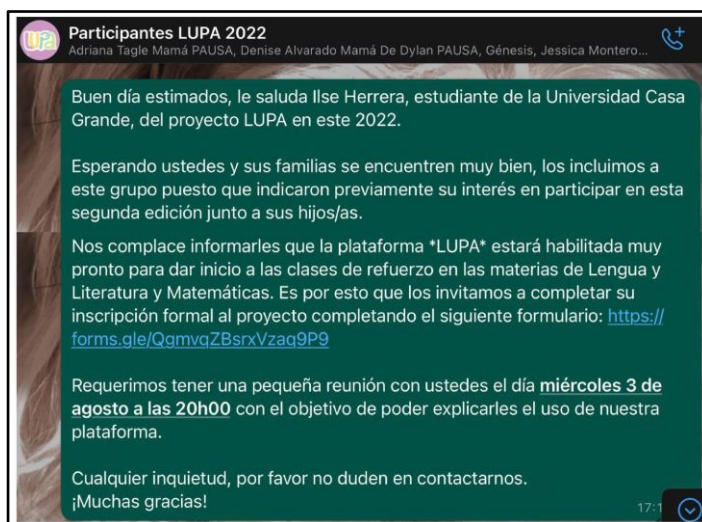 Lupa
Participantes LUPA 2022
Adriana Tagle Mamá PAUSA, Denise Alvarado Mamá De Dylan PAUSA, Génesis, Jessica Montero...
Buen día estimados, le saluda Ilse Herrera, estudiante de la Universidad Casa
Grande, del proyecto LUPA en este 2022.
Esperando ustedes y sus familias se encuentren muy bien, los incluimos a
este grupo puesto que indicaron previamente su interés en participar en esta
segunda edición junto a sus hijos/as.
Nos complace informarles que la plataforma *LUPA* estará habilitada muy
pronto para dar inicio a las clases de refuerzo en las materias de Lengua y
Literatura y Matemáticas. Es por esto que los invitamos a completar su
inscripción formal al proyecto completando el siguiente formulario: https://
forms.gle/QgmvqZBsrxVzaq9P9
Requerimos tener una pequeña reunión con ustedes el día miércoles 3 de
agosto a las 20h00 con el objetivo de poder explicarles el uso de nuestra
plataforma.
Cualquier inquietud, por favor no duden en contactarnos.
¡Muchas gracias!